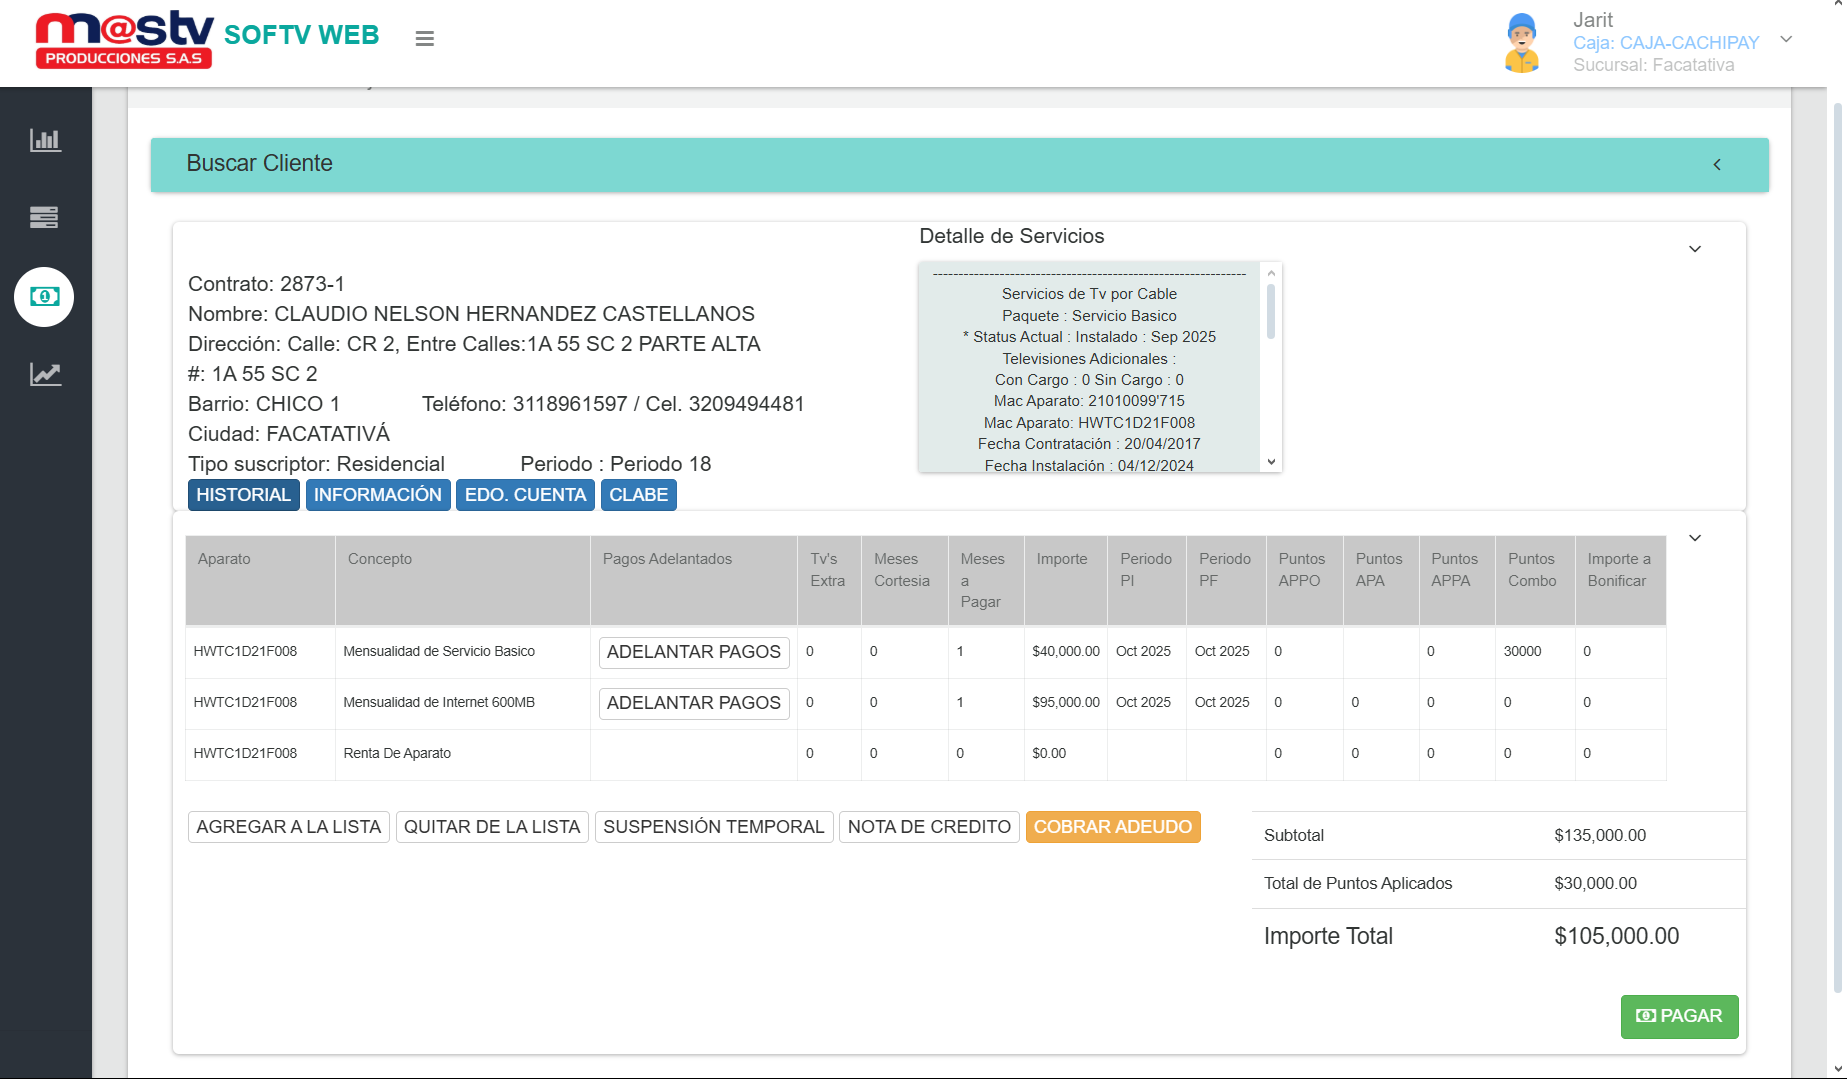 m@stv
PRODUCCIONES S.A.S
SOFTV WEB
Jarit
Caja: CAJA-CACHIPAY
Sucursal: Facatativa
Buscar Cliente
Detalle de Servicios
Contrato: 2873-1
Nombre: CLAUDIO NELSON HERNANDEZ CASTELLANOS
Dirección: Calle: CR 2, Entre Calles:1A 55 SC 2 PARTE ALTA
#: 1A 55 SC 2
Barrio: CHICO 1 Teléfono: 3118961597 / Cel. 3209494481
Ciudad: FACATATIVÁ
Tipo suscriptor: Residencial Periodo : Periodo 18
HISTORIAL INFORMACIÓN EDO. CUENTA CLABE
---------------------------------------------------------------
Servicios de Tv por Cable
Paquete : Servicio Basico
* Status Actual : Instalado : Sep 2025
Televisiones Adicionales :
Con Cargo : 0 Sin Cargo : 0
Mac Aparato: 21010099'715
Mac Aparato: HWTC1D21F008
Fecha Contratación : 20/04/2017
Fecha Instalación : 04/12/2024
Aparato Concepto Pagos Adelantados Tv's Extra Meses Cortesia Meses a Pagar Importe Periodo PI Periodo PF Puntos APPO Puntos APA Puntos APPA Puntos Combo Importe a Bonificar
HWTC1D21F008 Mensualidad de Servicio Basico ADELANTAR PAGOS 0 0 1 $40,000.00 Oct 2025 Oct 2025 0 0 30000 0
HWTC1D21F008 Mensualidad de Internet 600MB ADELANTAR PAGOS 0 0 1 $95,000.00 Oct 2025 Oct 2025 0 0 0 0 0
HWTC1D21F008 Renta De Aparato 0 0 0 $0.00 0 0 0 0 0
AGREGAR A LA LISTA QUITAR DE LA LISTA SUSPENSIÓN TEMPORAL NOTA DE CREDITO COBRAR ADEUDO
Subtotal $135,000.00
Total de Puntos Aplicados $30,000.00
Importe Total $105,000.00
PAGAR